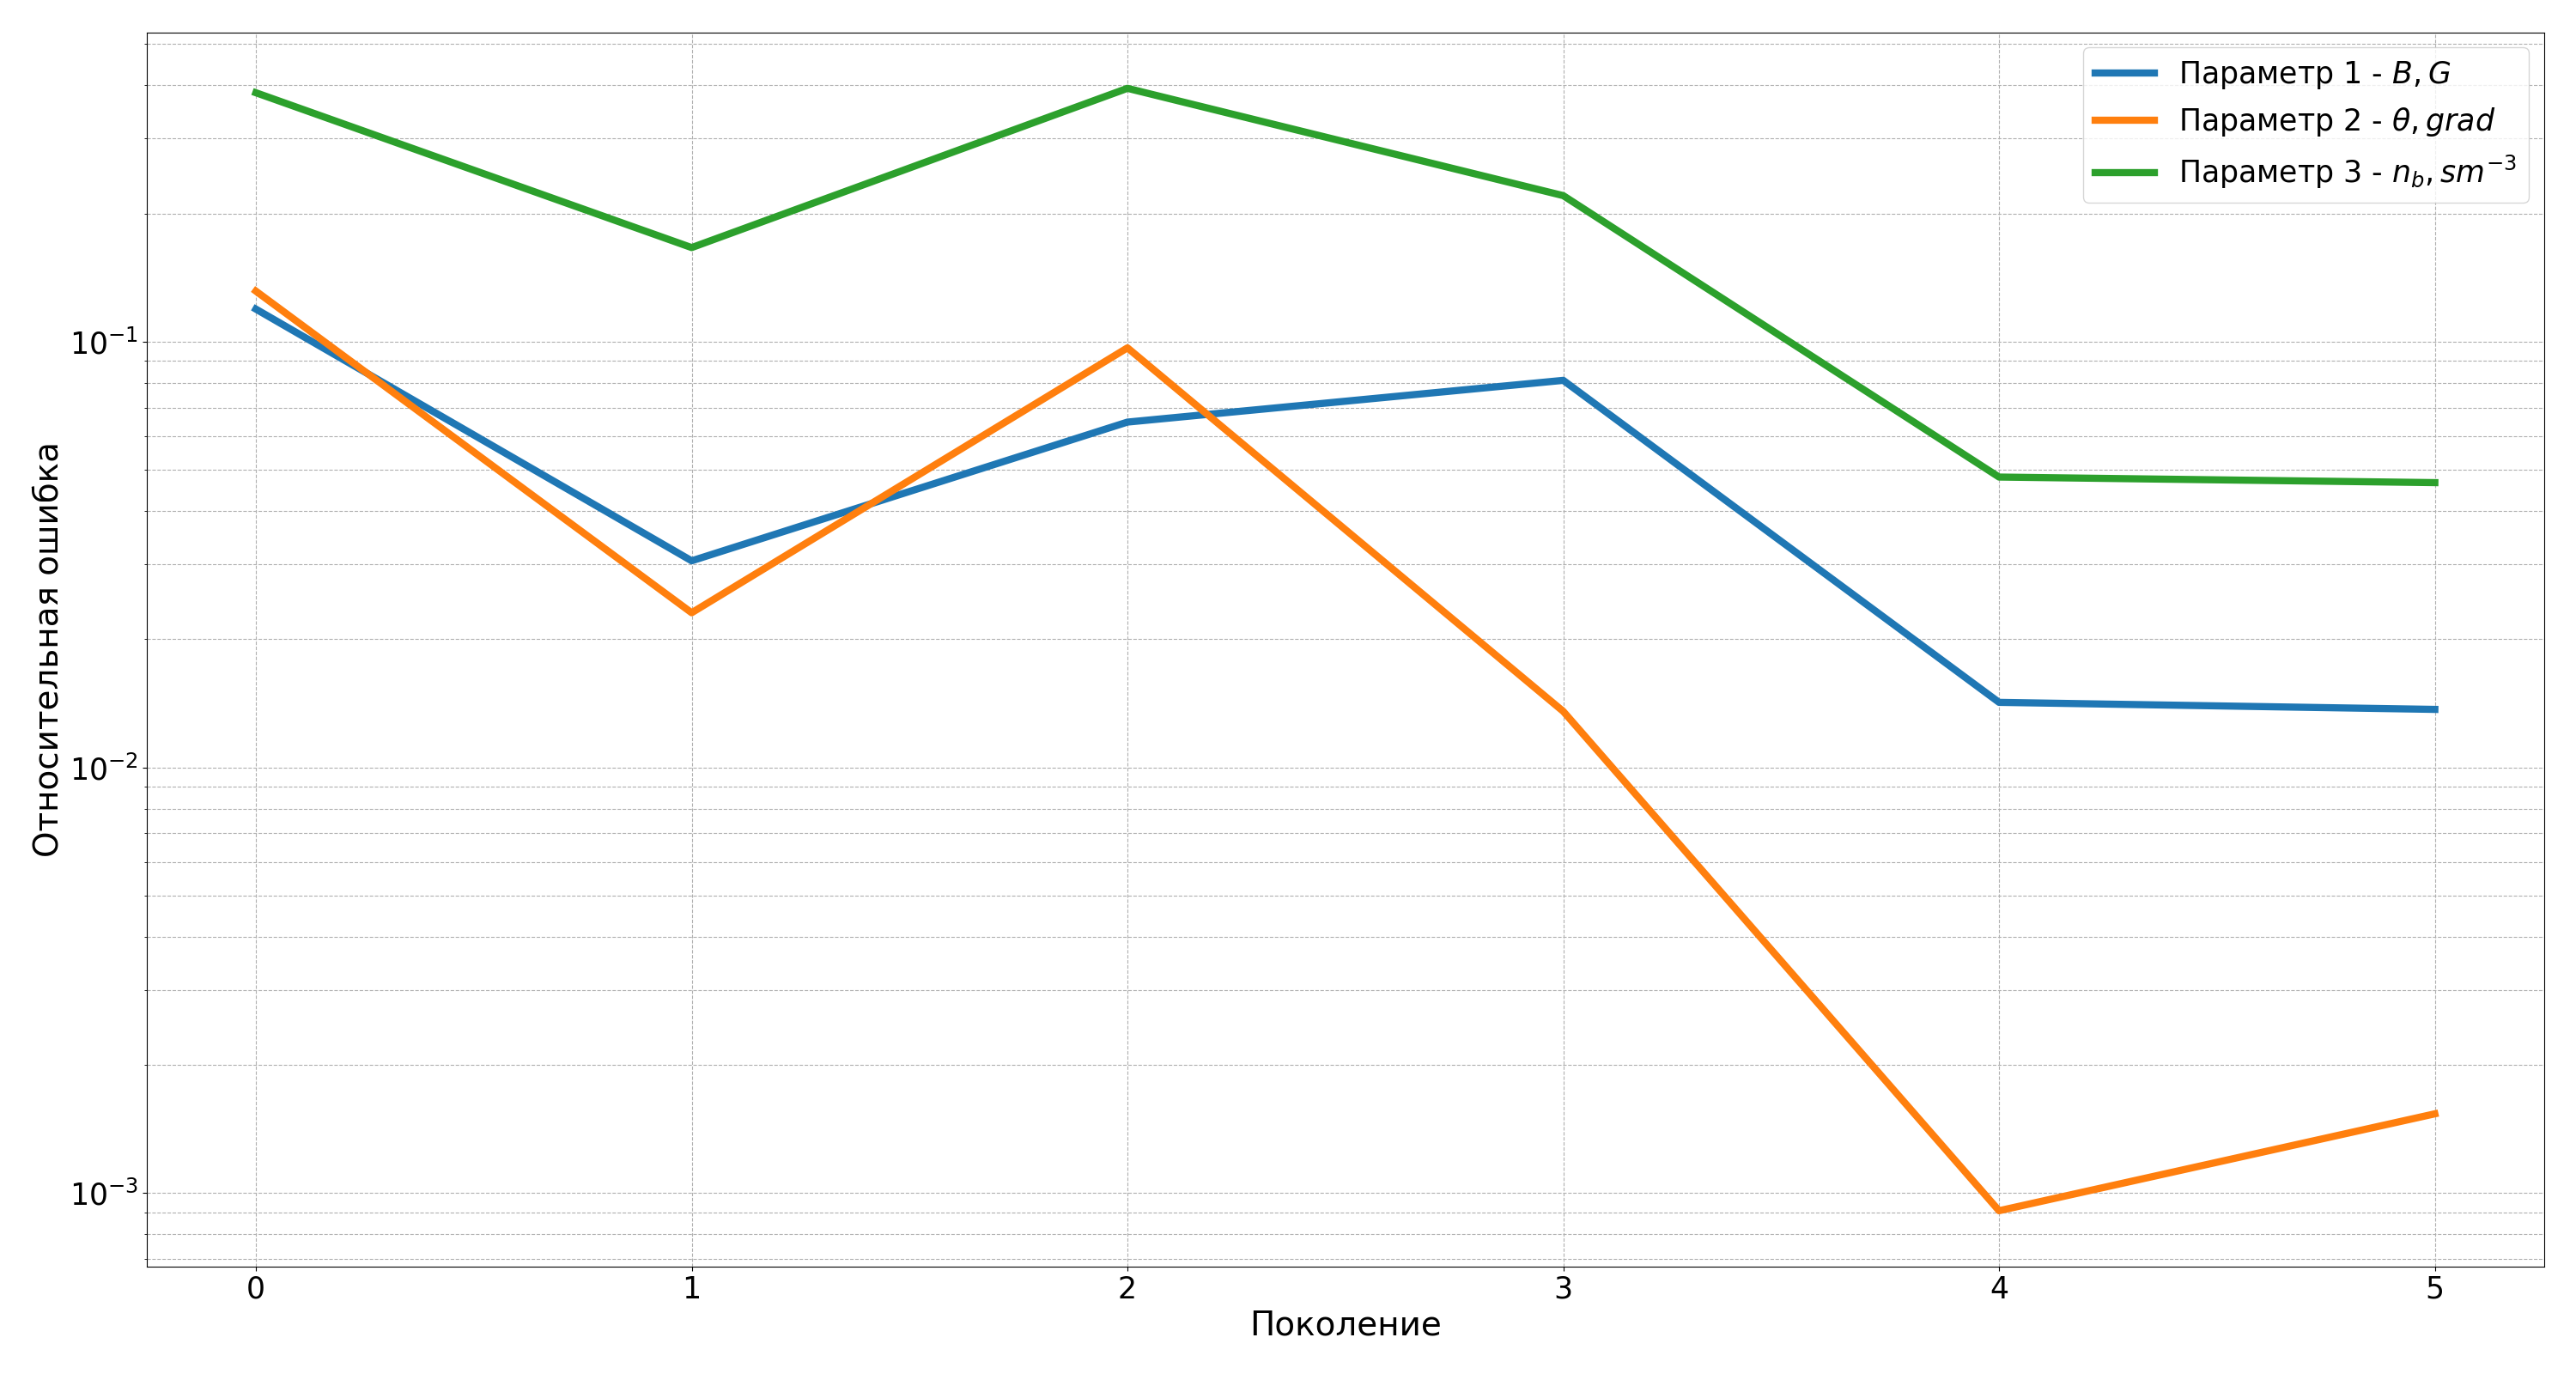 Параметр 1 - B, G
Параметр 2 - θ, grad
Параметр 3 - n_b, sm⁻³
Относительная ошибка
10⁻¹
10⁻²
10⁻³
0 1 2 3 4 5
Поколение